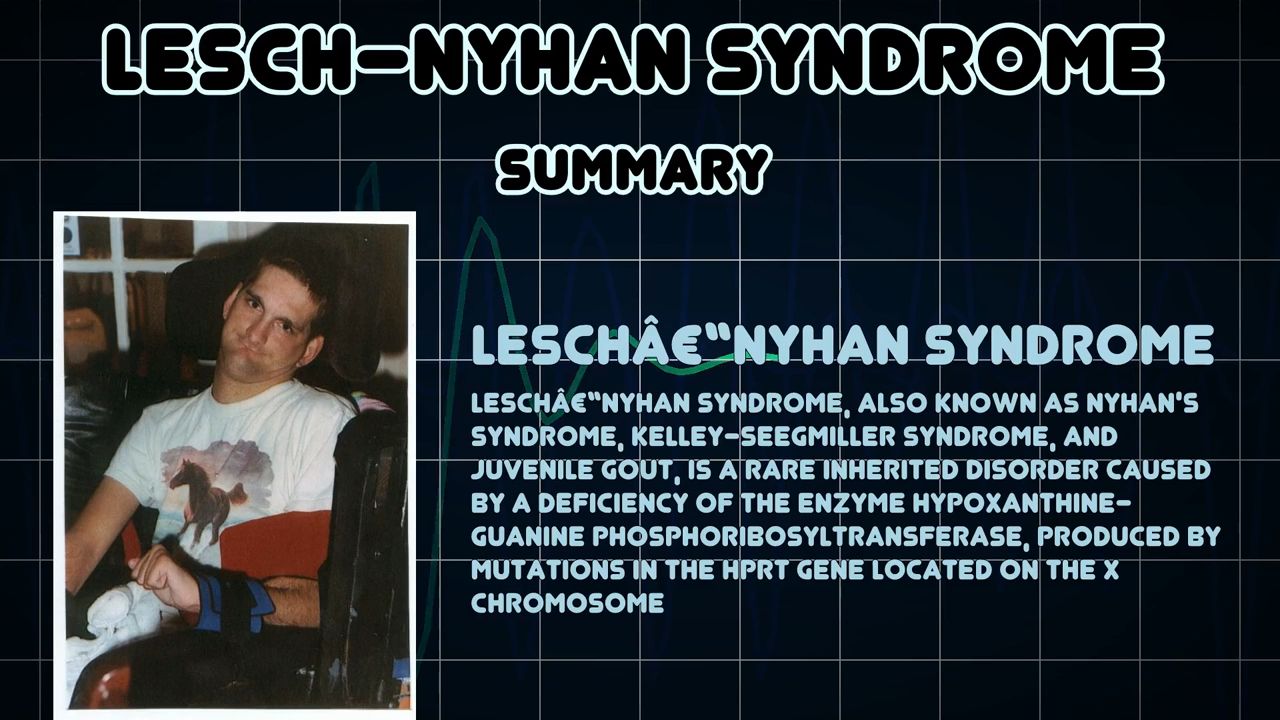 LESCH–NYHAN SYNDROME
SUMMARY
LESCHÂ€“NYHAN SYNDROME
LESCHÂ€“NYHAN SYNDROME, ALSO KNOWN AS NYHAN'S
SYNDROME, KELLEY-SEEGMILLER SYNDROME, AND
JUVENILE GOUT, IS A RARE INHERITED DISORDER CAUSED
BY A DEFICIENCY OF THE ENZYME HYPOXANTHINE-
GUANINE PHOSPHORIBOSYLTRANSFERASE, PRODUCED BY
MUTATIONS IN THE HPRT GENE LOCATED ON THE X
CHROMOSOME